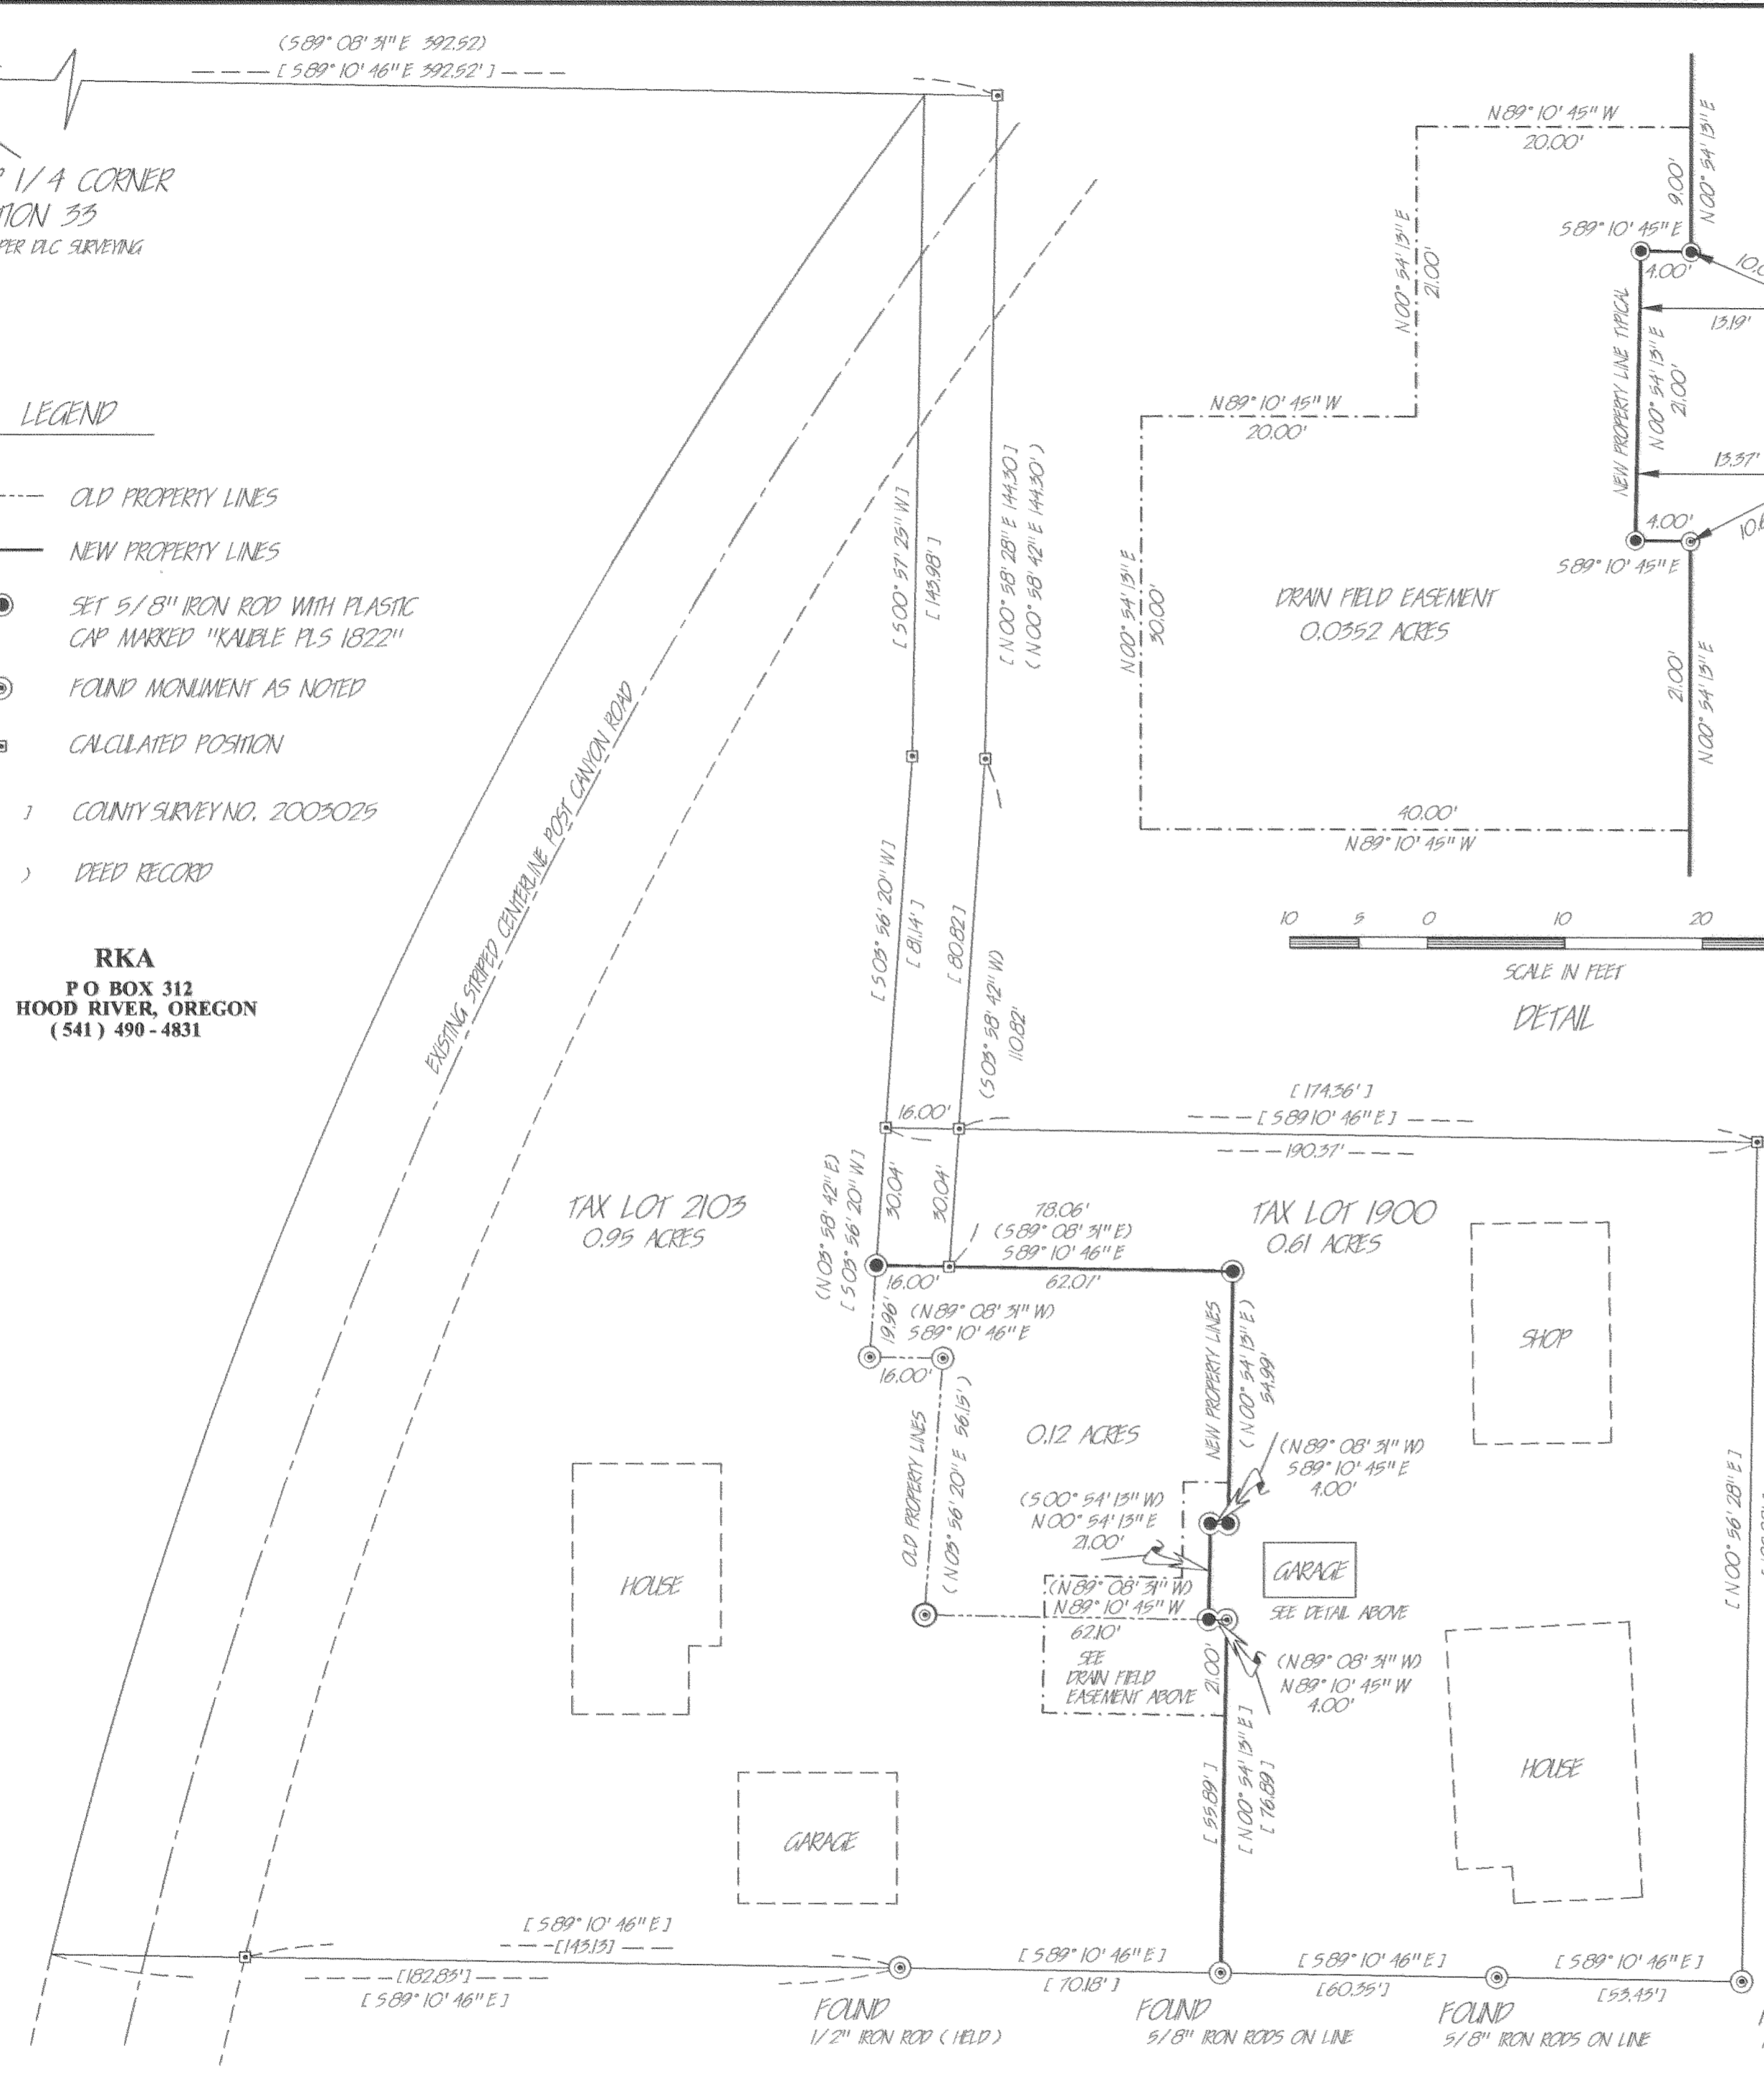 (S 89° 08' 31" E 392.52)
[ S 89° 10' 46" E 392.52' ]
1/4 CORNER
TION 33
PER DLC SURVEYING
LEGEND
OLD PROPERTY LINES
NEW PROPERTY LINES
SET 5/8" IRON ROD WITH PLASTIC
CAP MARKED "KAUBLE PLS 1822"
FOUND MONUMENT AS NOTED
CALCULATED POSITION
] COUNTY SURVEY NO. 2003025
) DEED RECORD
RKA
P O BOX 312
HOOD RIVER, OREGON
( 541 ) 490 - 4831
EXISTING STRIPED CENTERLINE POST CANYON ROAD
[ S 00° 57' 25" W ]
[ 143.98' ]
[ N 00° 58' 28" E 144.30 ]
( N 00° 58' 42" E 144.30' )
[ S 03° 56' 20" W ]
[ 81.14' ]
[ 80.82 ]
(S 03° 58' 42" W)
110.82'
N 89° 10' 45" W
20.00'
N 00° 54' 13" E
21.00'
N 89° 10' 45" W
20.00'
N 00° 54' 13" E
30.00'
40.00'
N 89° 10' 45" W
DRAIN FIELD EASEMENT
0.0352 ACRES
9.00'
N 00° 54' 13" E
S 89° 10' 45" E
4.00'
13.19'
NEW PROPERTY LINE TYPICAL
N 00° 54' 13" E
21.00'
13.37'
4.00'
S 89° 10' 45" E
21.00'
N 00° 54' 13" E
10 5 0 10 20
SCALE IN FEET
DETAIL
[ 174.36' ]
[ S 89 10' 46" E ]
190.37'
16.00'
(N 03° 58' 42" E)
[ S 03° 56' 20" W ]
30.04'
30.04'
TAX LOT 2103
0.95 ACRES
78.06'
(S 89° 08' 31" E)
S 89° 10' 46" E
16.00'
62.07'
TAX LOT 1900
0.61 ACRES
19.96'
(N 89° 08' 31" W)
S 89° 10' 46" E
16.00'
OLD PROPERTY LINES
( N 03° 56' 20" E 56.15' )
0.12 ACRES
NEW PROPERTY LINES
( N 00° 54' 13" E )
54.99'
SHOP
(N 89° 08' 31" W)
S 89° 10' 45" E
4.00'
(S 00° 54' 13" W)
N 00° 54' 13" E
21.00'
GARAGE
SEE DETAIL ABOVE
(N 89° 08' 31" W)
N 89° 10' 45" W
62.10'
SEE
DRAIN FIELD
EASEMENT ABOVE
21.00'
(N 89° 08' 31" W)
N 89° 10' 45" W
4.00'
HOUSE
GARAGE
HOUSE
[ 55.89' ]
[ N 00° 54' 13" E ]
[ 76.89 ]
[ N 00° 56' 28" E ]
[ S 89° 10' 46" E ]
[143.13]
[182.83']
[ S 89° 10' 46" E ]
[ S 89° 10' 46" E ]
[ 70.18' ]
[ S 89° 10' 46" E ]
[60.35']
[ S 89° 10' 46" E ]
[53.43']
FOUND
1/2" IRON ROD ( HELD )
FOUND
5/8" IRON RODS ON LINE
FOUND
5/8" IRON RODS ON LINE